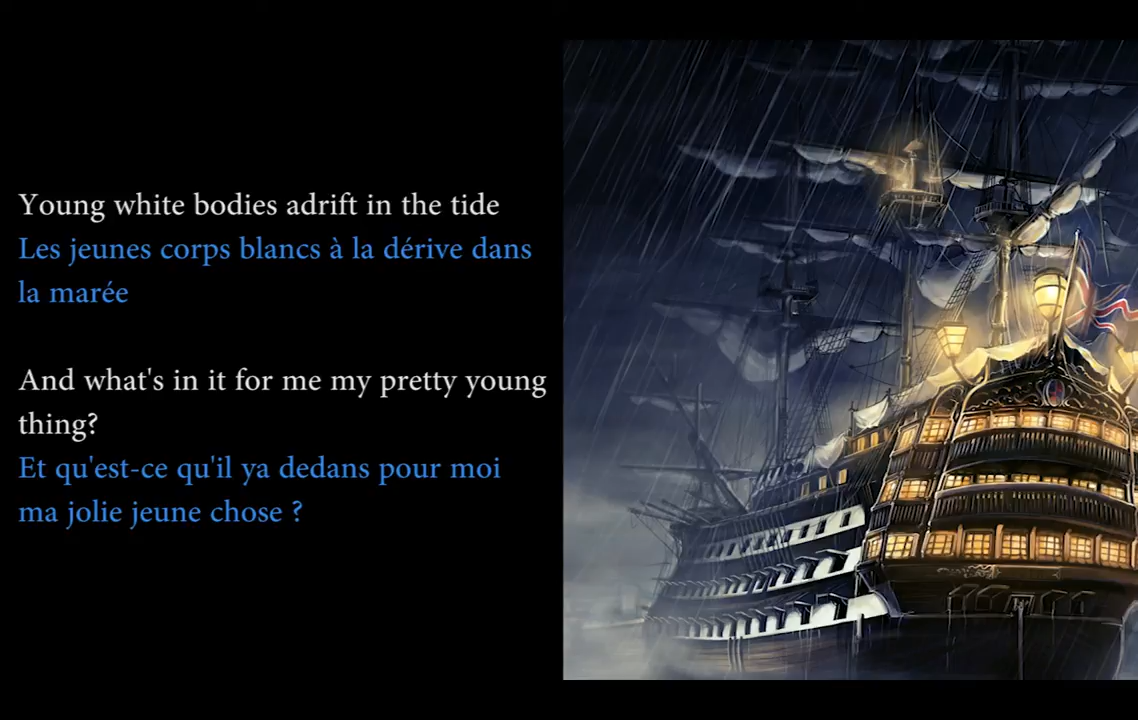 Young white bodies adrift in the tide
Les jeunes corps blancs à la dérive dans
la marée
And what's in it for me my pretty young
thing?
Et qu'est-ce qu'il ya dedans pour moi
ma jolie jeune chose ?